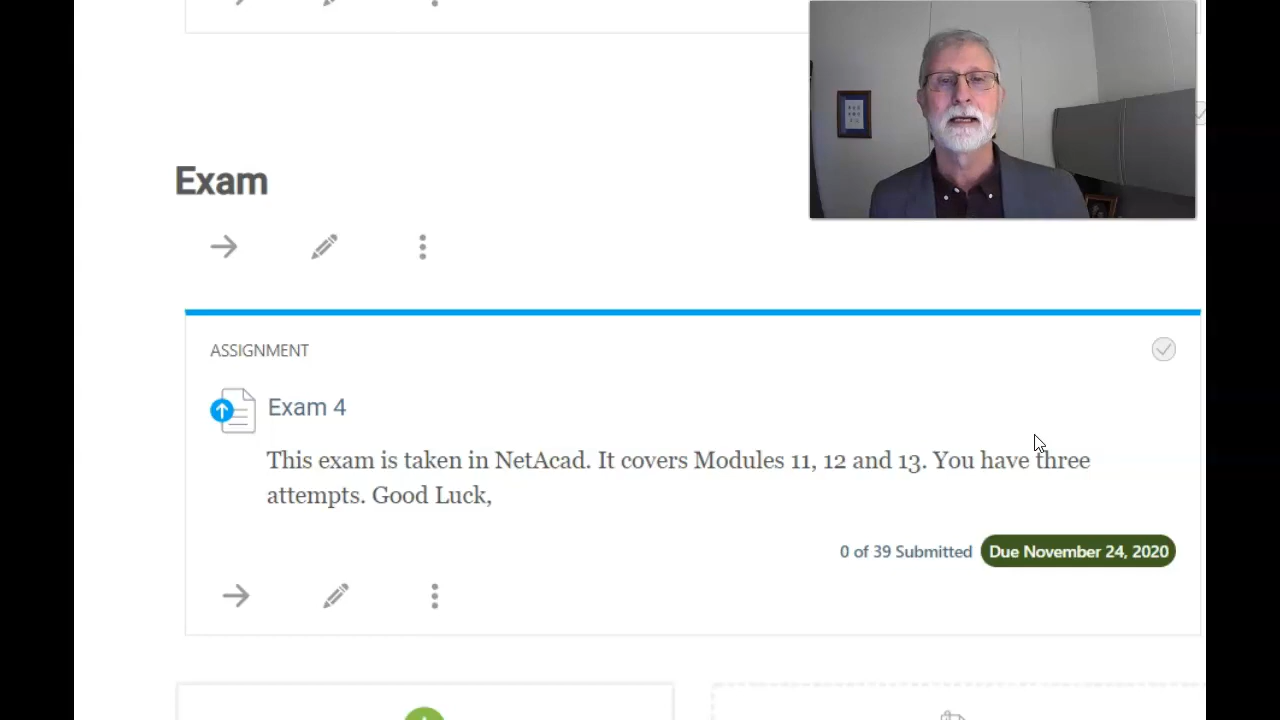 Exam
ASSIGNMENT
Exam 4
This exam is taken in NetAcad. It covers Modules 11, 12 and 13. You have three
attempts. Good Luck,
0 of 39 Submitted
Due November 24, 2020